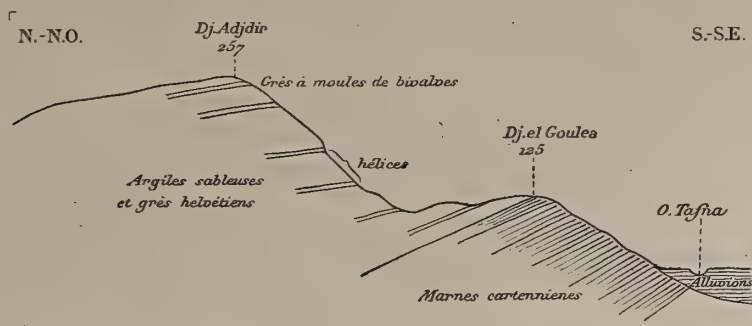 N.-N.O.
Dj. Adjdir
257
S.-S.E.
Grès à moules de bivalves
Dj. el Goulea
125
hélices
Argiles sableuses
et grès helvétiens
O. Tafna
Alluvions
Marnes cartenniennes